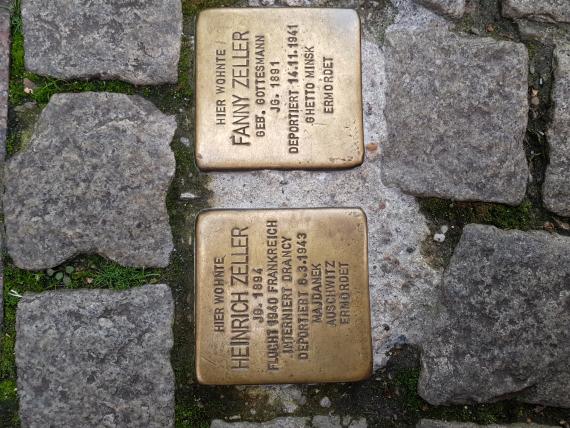 HIER WOHNTE
FANNY ZELLER
GEB. GOTTESMANN
JG. 1891
DEPORTIERT 14.11.1941
GHETTO MINSK
ERMORDET
HIER WOHNTE
HEINRICH ZELLER
JG. 1894
FLUCHT 1940 FRANKREICH
INTERNIERT DRANCY
DEPORTIERT 6.3.1943
MAJDANEK
AUSCHWITZ
ERMORDET